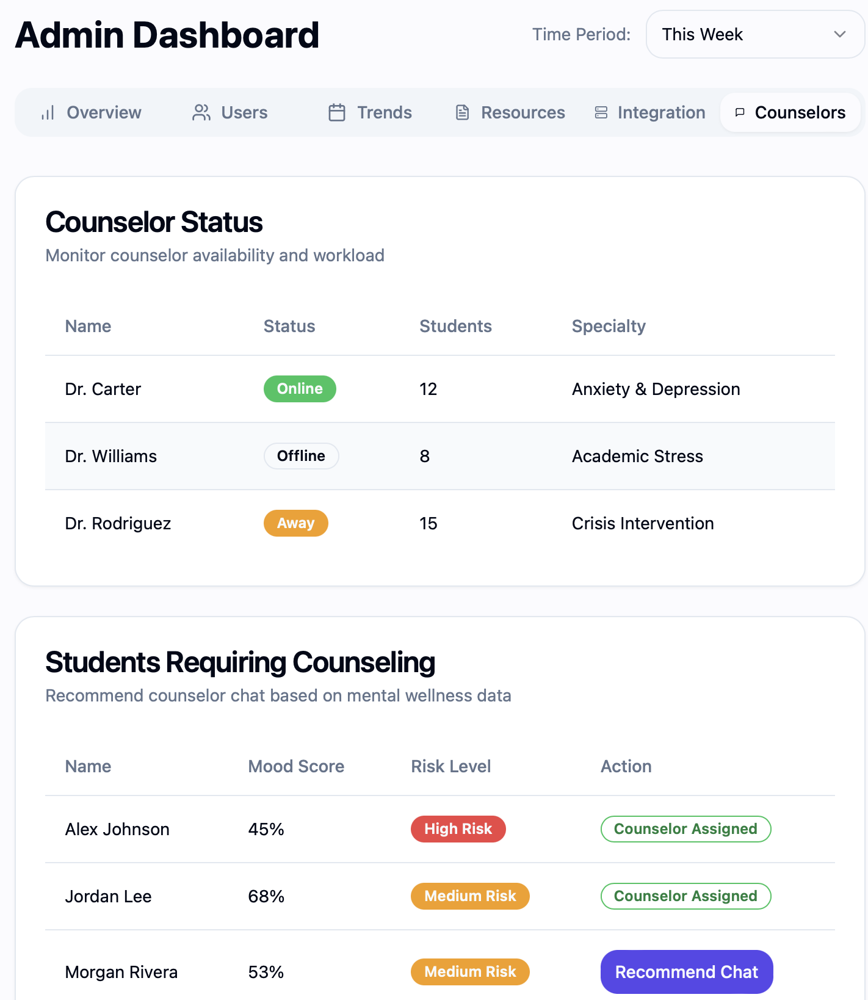 Admin Dashboard
Time Period: This Week
Overview Users Trends Resources Integration Counselors
Counselor Status
Monitor counselor availability and workload
Name Status Students Specialty
Dr. Carter Online 12 Anxiety & Depression
Dr. Williams Offline 8 Academic Stress
Dr. Rodriguez Away 15 Crisis Intervention
Students Requiring Counseling
Recommend counselor chat based on mental wellness data
Name Mood Score Risk Level Action
Alex Johnson 45% High Risk Counselor Assigned
Jordan Lee 68% Medium Risk Counselor Assigned
Morgan Rivera 53% Medium Risk Recommend Chat